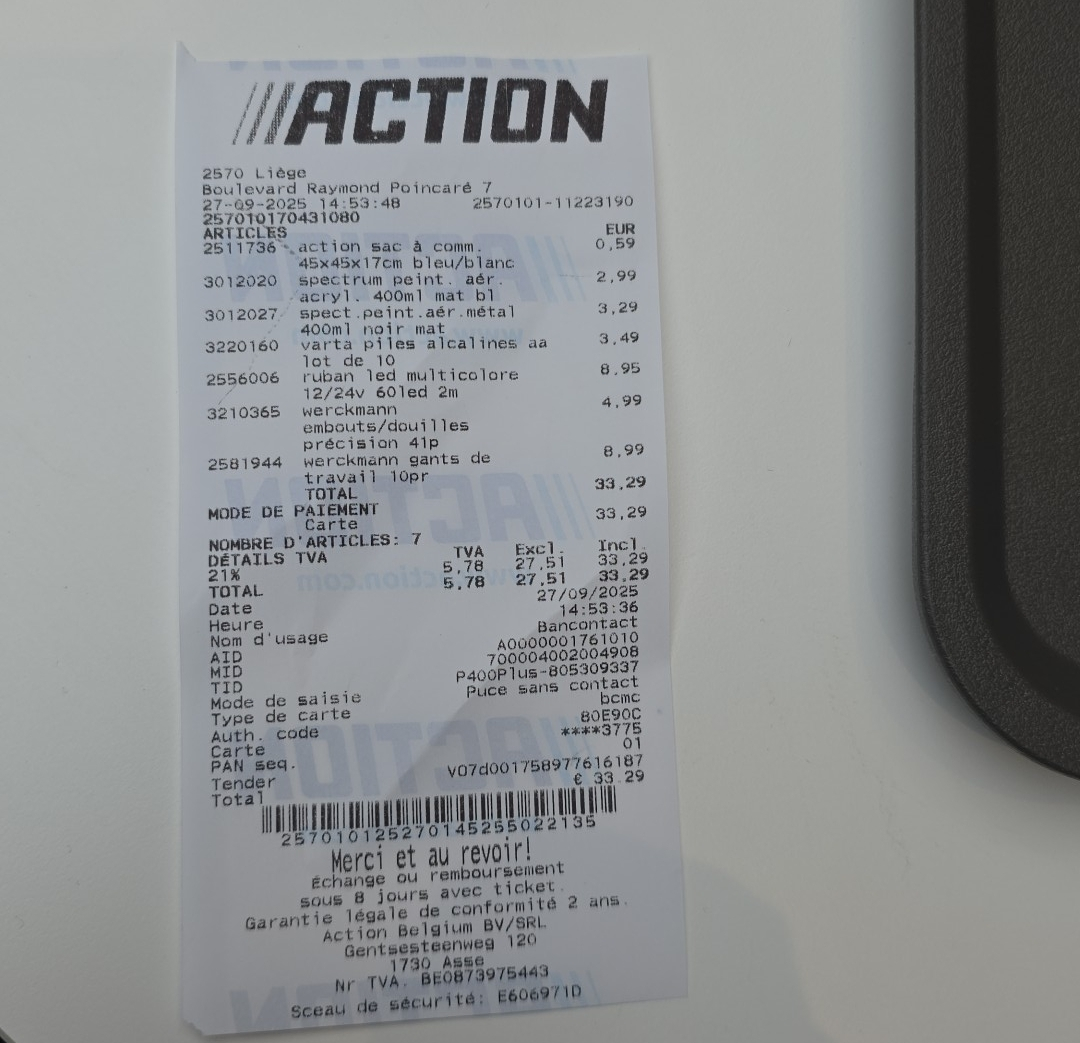 ///ACTION
2570 Liège
Boulevard Raymond Poincaré 7
27-09-2025 14:53:48 2570101-11223190
257010170431080
ARTICLES EUR
2511736 action sac à comm. 0,59
45x45x17cm bleu/blanc
3012020 spectrum peint. aér. 2,99
acryl. 400ml mat bl
3012027 spect.peint.aér.métal 3,29
400ml noir mat
3220160 varta piles alcalines aa 3,49
lot de 10
2556006 ruban led multicolore 8,95
12/24v 60led 2m
3210365 werckmann 4,99
embouts/douilles
précision 41p
2581944 werckmann gants de 8,99
travail 10pr
TOTAL 33,29
MODE DE PAIEMENT
Carte 33,29
NOMBRE D'ARTICLES: 7
DÉTAILS TVA TVA Excl. Incl.
21% 5,78 27,51 33,29
TOTAL 5,78 27,51 33,29
Date 27/09/2025
Heure 14:53:36
Nom d'usage Bancontact
AID A0000001761010
MID 700004002004908
TID P400Plus-805309337
Mode de saisie Puce sans contact
Type de carte bcmc
Auth. code 80E90C
Carte ****3775
PAN seq. 01
Tender V07d001758977616187
Total € 33.29
257010125270145255022135
Merci et au revoir!
Échange ou remboursement
sous 8 jours avec ticket.
Garantie légale de conformité 2 ans.
Action Belgium BV/SRL
Gentsesteenweg 120
1730 Asse
Nr TVA. BE0873975443
Sceau de sécurité: E606971D